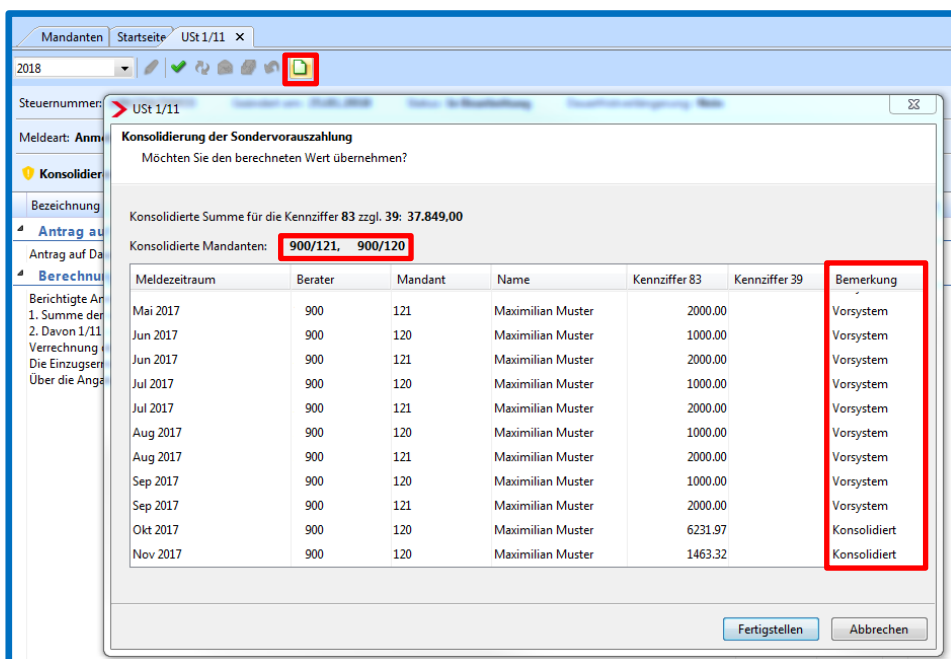 Mandanten Startseite USt 1/11
2018
Steuernummer:
USt 1/11
Meldeart: Anm
Konsolidierung der Sondervorauszahlung
Möchten Sie den berechneten Wert übernehmen?
Konsolidier
Bezeichnung
Konsolidierte Summe für die Kennziffer 83 zzgl. 39: 37.849,00
Antrag au
Konsolidierte Mandanten: 900/121, 900/120
Antrag auf Da
Berechnu
Meldezeitraum Berater Mandant Name Kennziffer 83 Kennziffer 39 Bemerkung
Berichtigte An
1. Summe der
2. Davon 1/11
Verrechnung
Die Einzugserm
Über die Anga
Mai 2017 900 121 Maximilian Muster 2000.00 Vorsystem
Jun 2017 900 120 Maximilian Muster 1000.00 Vorsystem
Jun 2017 900 121 Maximilian Muster 2000.00 Vorsystem
Jul 2017 900 120 Maximilian Muster 1000.00 Vorsystem
Jul 2017 900 121 Maximilian Muster 2000.00 Vorsystem
Aug 2017 900 120 Maximilian Muster 1000.00 Vorsystem
Aug 2017 900 121 Maximilian Muster 2000.00 Vorsystem
Sep 2017 900 120 Maximilian Muster 1000.00 Vorsystem
Sep 2017 900 121 Maximilian Muster 2000.00 Vorsystem
Okt 2017 900 120 Maximilian Muster 6231.97 Konsolidiert
Nov 2017 900 120 Maximilian Muster 1463.32 Konsolidiert
Fertigstellen Abbrechen